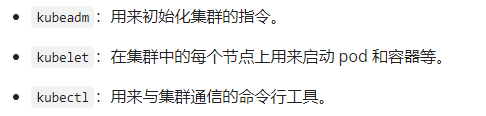 • kubeadm：用来初始化集群的指令。
• kubelet：在集群中的每个节点上用来启动 pod 和容器等。
• kubectl：用来与集群通信的命令行工具。